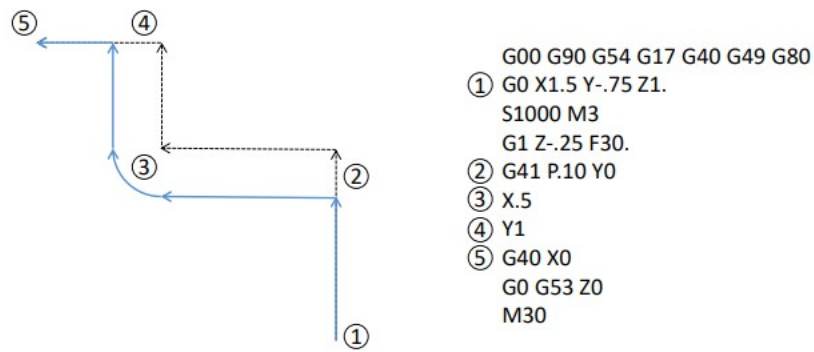 ⑤
④
③
②
①
G00 G90 G54 G17 G40 G49 G80
① G0 X1.5 Y-.75 Z1.
S1000 M3
G1 Z-.25 F30.
② G41 P.10 Y0
③ X.5
④ Y1
⑤ G40 X0
G0 G53 Z0
M30